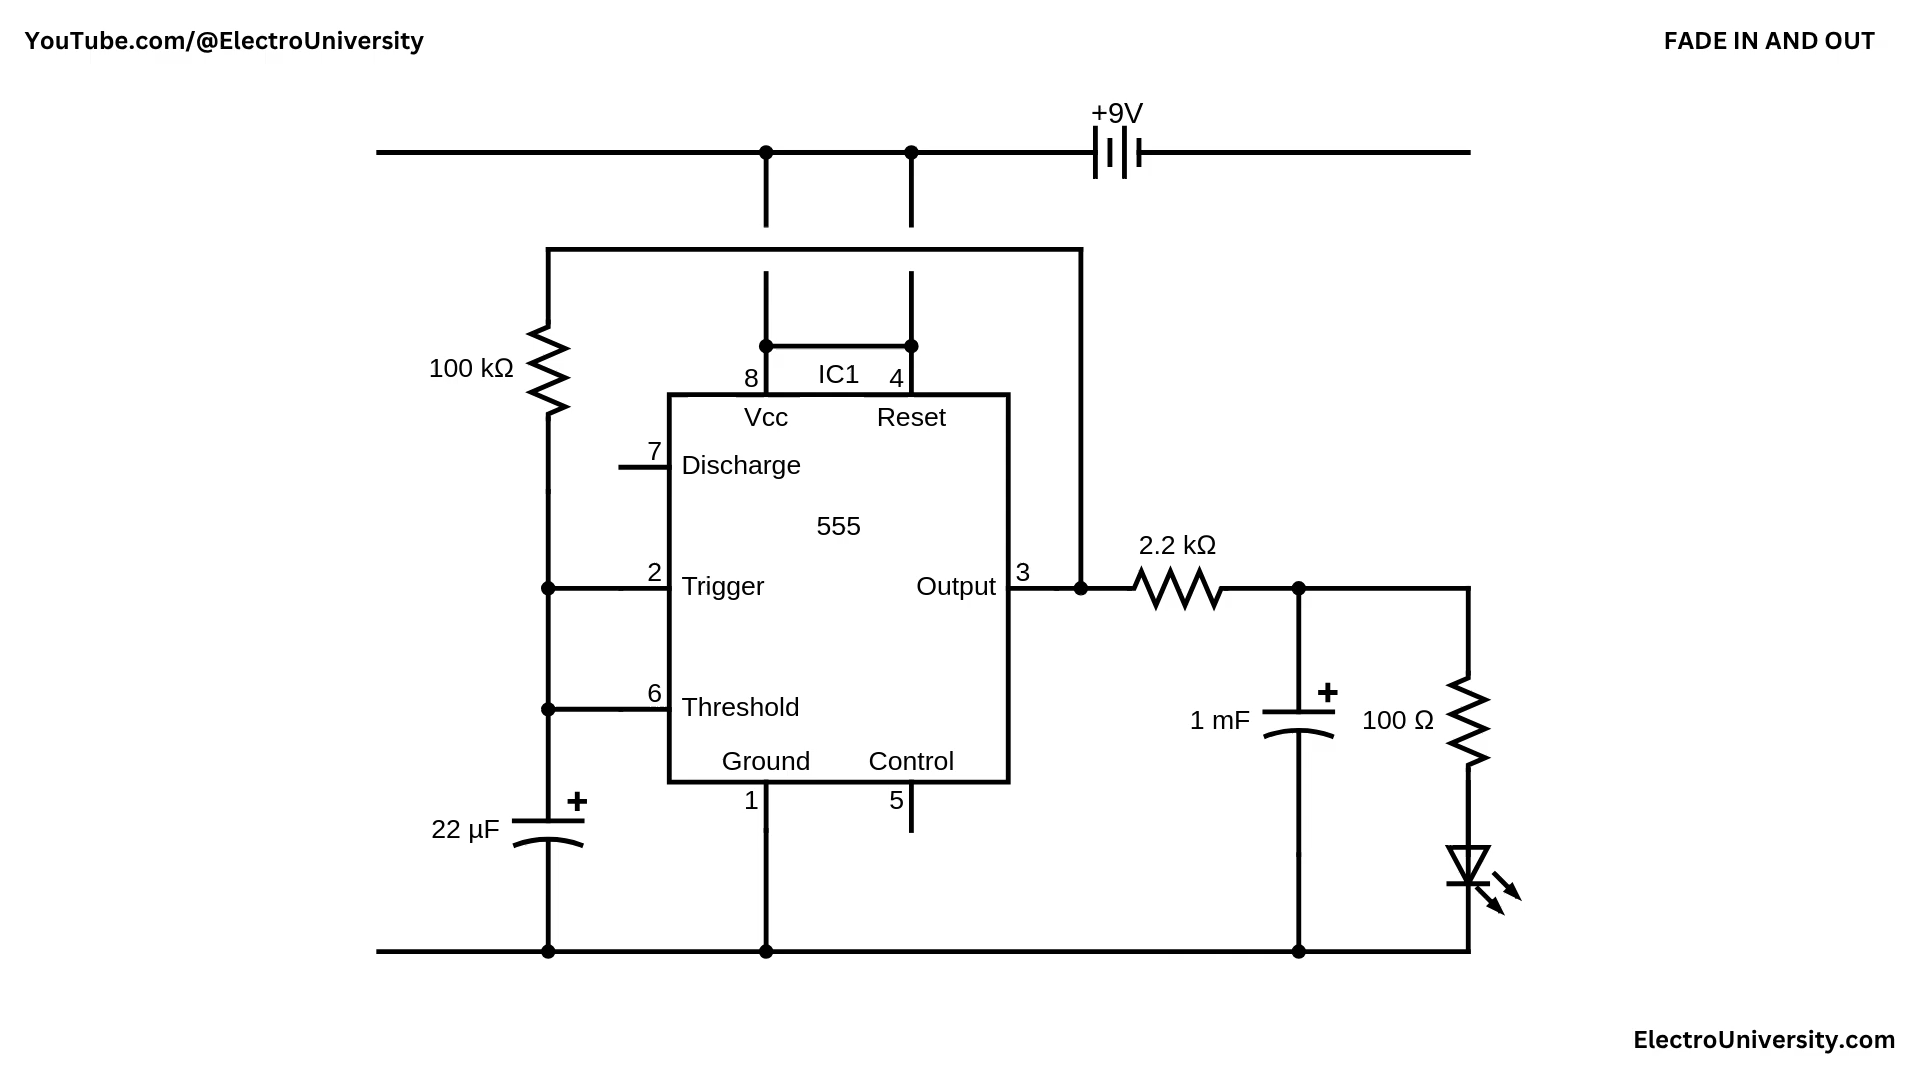 YouTube.com/@ElectroUniversity
FADE IN AND OUT
+9V
100 kΩ
8
IC1
4
Vcc
Reset
7
Discharge
555
2.2 kΩ
2
Trigger
Output
3
6
Threshold
+
1 mF
100 Ω
Ground
Control
1
5
+
22 µF
ElectroUniversity.com